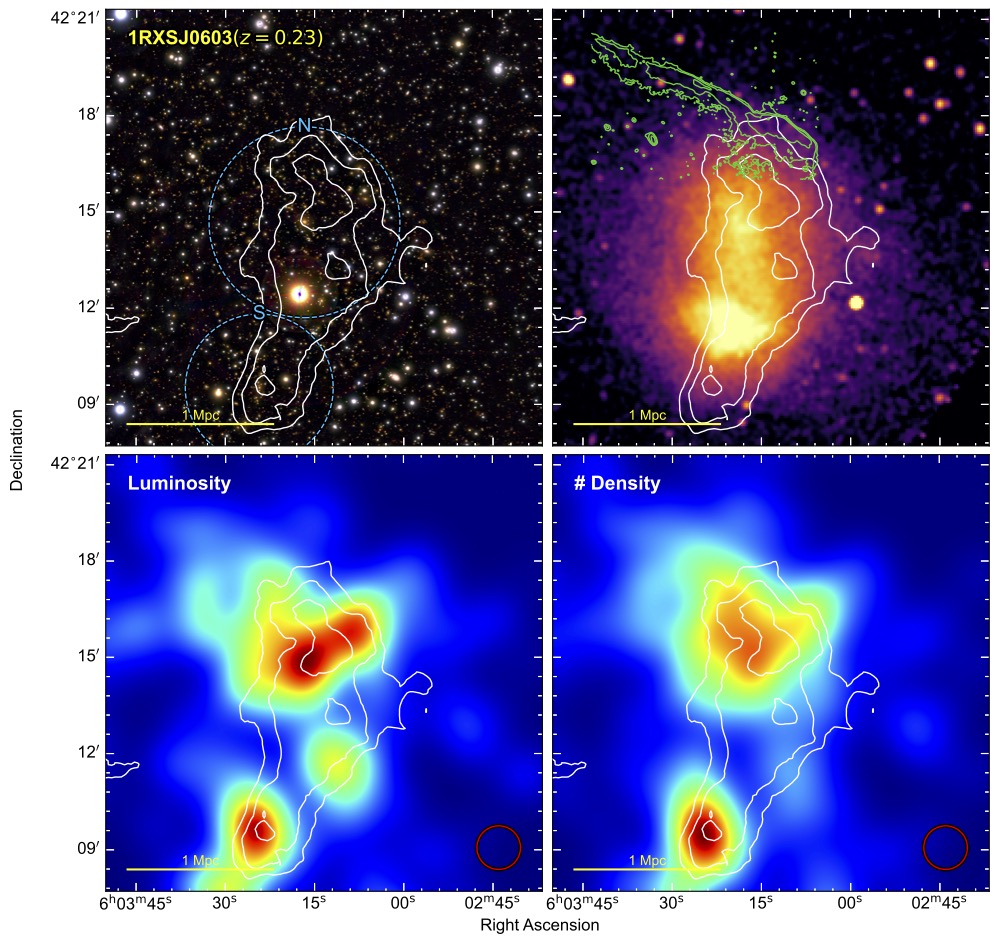 1RXSJ0603(z = 0.23)
N
S
1 Mpc
1 Mpc
42°21′
18′
15′
12′
09′
Declination
Luminosity
# Density
1 Mpc
1 Mpc
42°21′
18′
15′
12′
09′
6ʰ03ᵐ45ˢ 30ˢ 15ˢ 00ˢ 02ᵐ45ˢ
6ʰ03ᵐ45ˢ 30ˢ 15ˢ 00ˢ 02ᵐ45ˢ
Right Ascension